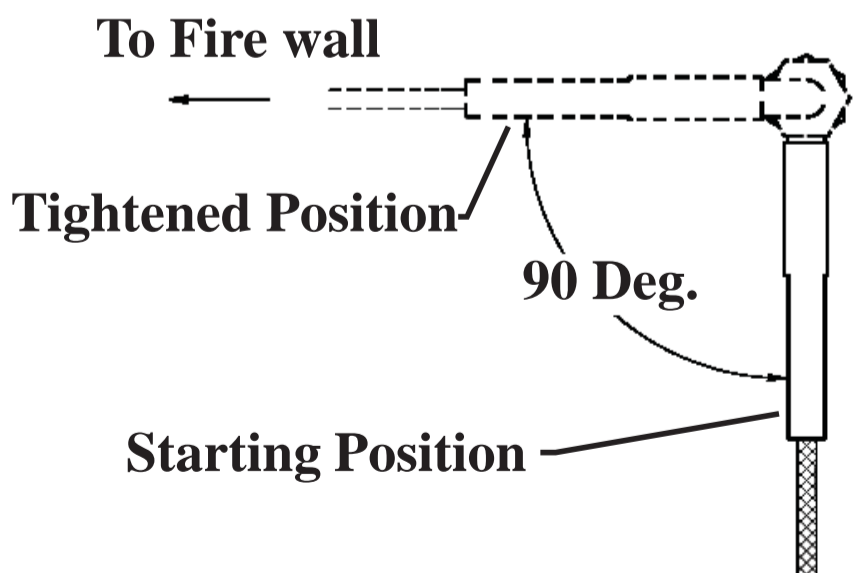 To Fire wall
Tightened Position
90 Deg.
Starting Position